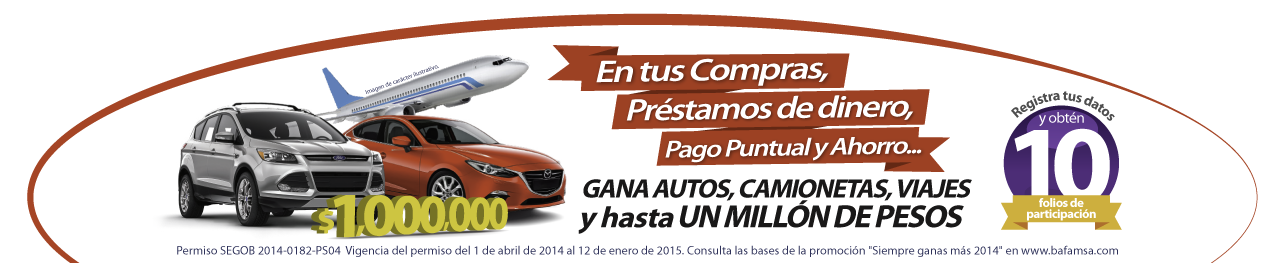 Imagen de carácter ilustrativo.
En tus Compras,
Préstamos de dinero,
Pago Puntual y Ahorro...
GANA AUTOS, CAMIONETAS, VIAJES
y hasta UN MILLÓN DE PESOS
$1,000,000
Registra tus datos
y obtén
10
folios de
participación
Permiso SEGOB 2014-0182-PS04 Vigencia del permiso del 1 de abril de 2014 al 12 de enero de 2015. Consulta las bases de la promoción "Siempre ganas más 2014" en www.bafamsa.com